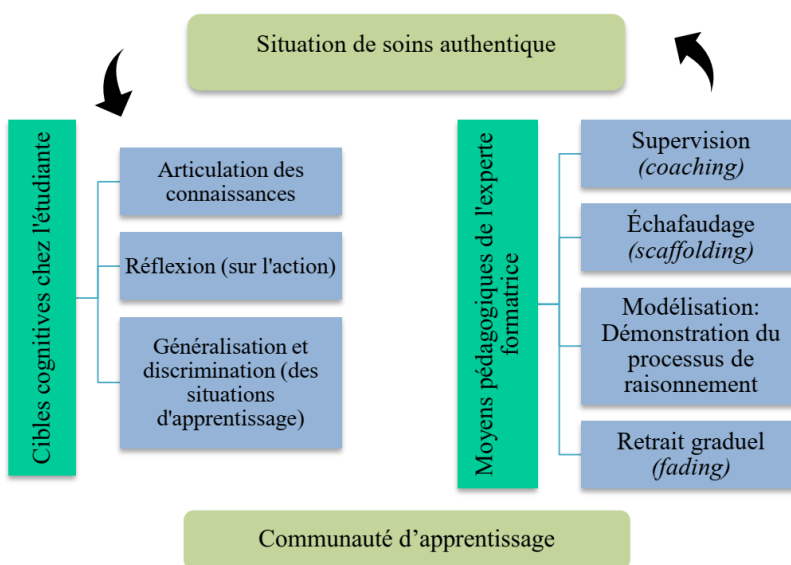 Situation de soins authentique
Cibles cognitives chez l'étudiante
Articulation des
connaissances
Réflexion (sur l'action)
Généralisation et
discrimination (des
situations
d'apprentissage)
Moyens pédagogiques de l'experte
formatrice
Supervision
(coaching)
Échafaudage
(scaffolding)
Modélisation:
Démonstration du
processus de
raisonnement
Retrait graduel
(fading)
Communauté d’apprentissage